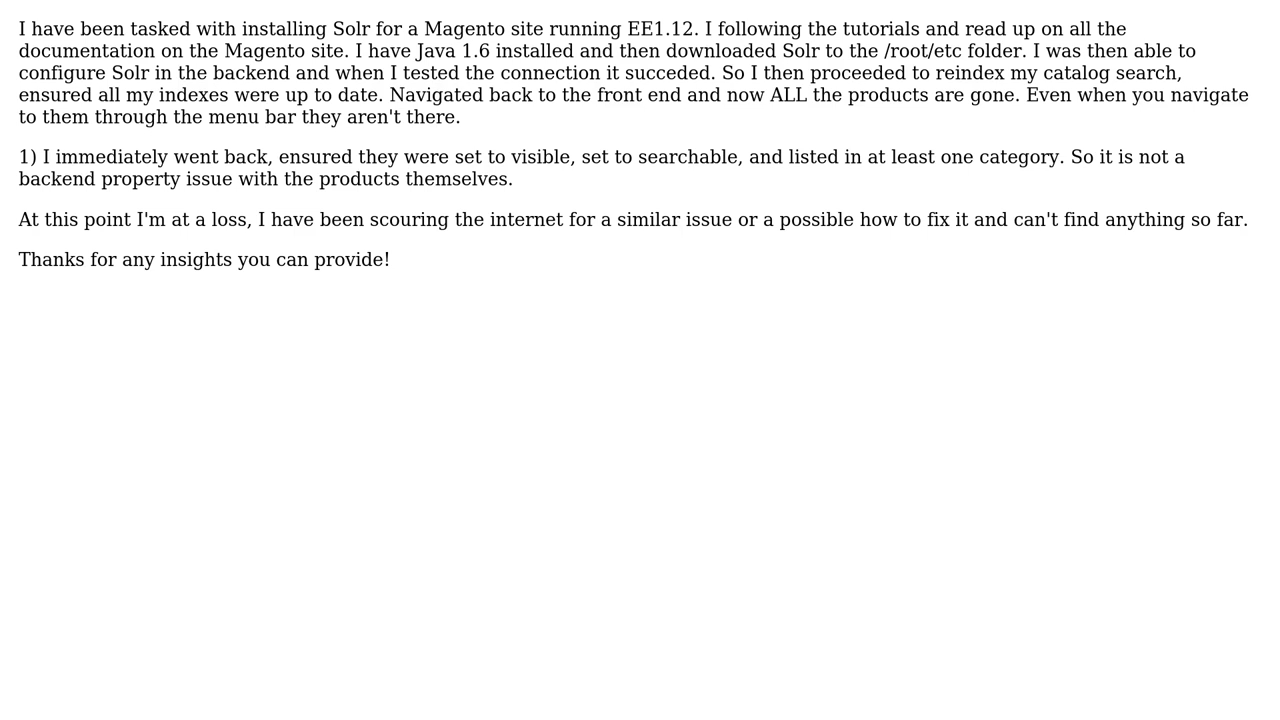 I have been tasked with installing Solr for a Magento site running EE1.12. I following the tutorials and read up on all the
documentation on the Magento site. I have Java 1.6 installed and then downloaded Solr to the /root/etc folder. I was then able to
configure Solr in the backend and when I tested the connection it succeded. So I then proceeded to reindex my catalog search,
ensured all my indexes were up to date. Navigated back to the front end and now ALL the products are gone. Even when you navigate
to them through the menu bar they aren't there.
1) I immediately went back, ensured they were set to visible, set to searchable, and listed in at least one category. So it is not a
backend property issue with the products themselves.
At this point I'm at a loss, I have been scouring the internet for a similar issue or a possible how to fix it and can't find anything so far.
Thanks for any insights you can provide!